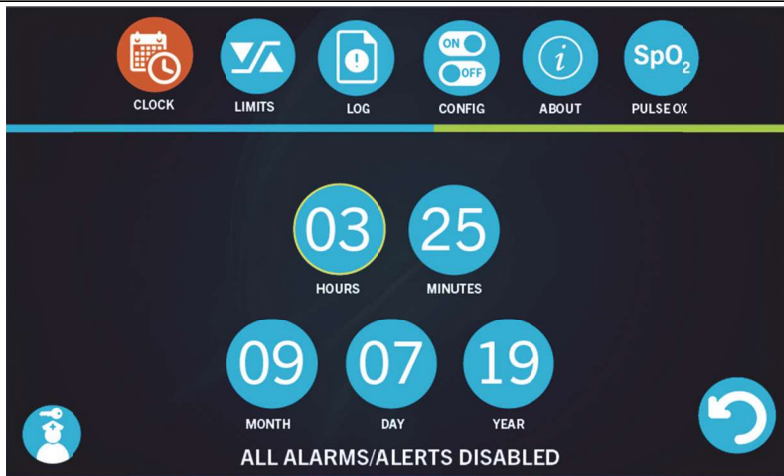 ON
OFF
i
SpO₂
CLOCK LIMITS LOG CONFIG ABOUT PULSE OX
03 25
HOURS MINUTES
09 07 19
MONTH DAY YEAR
ALL ALARMS/ALERTS DISABLED